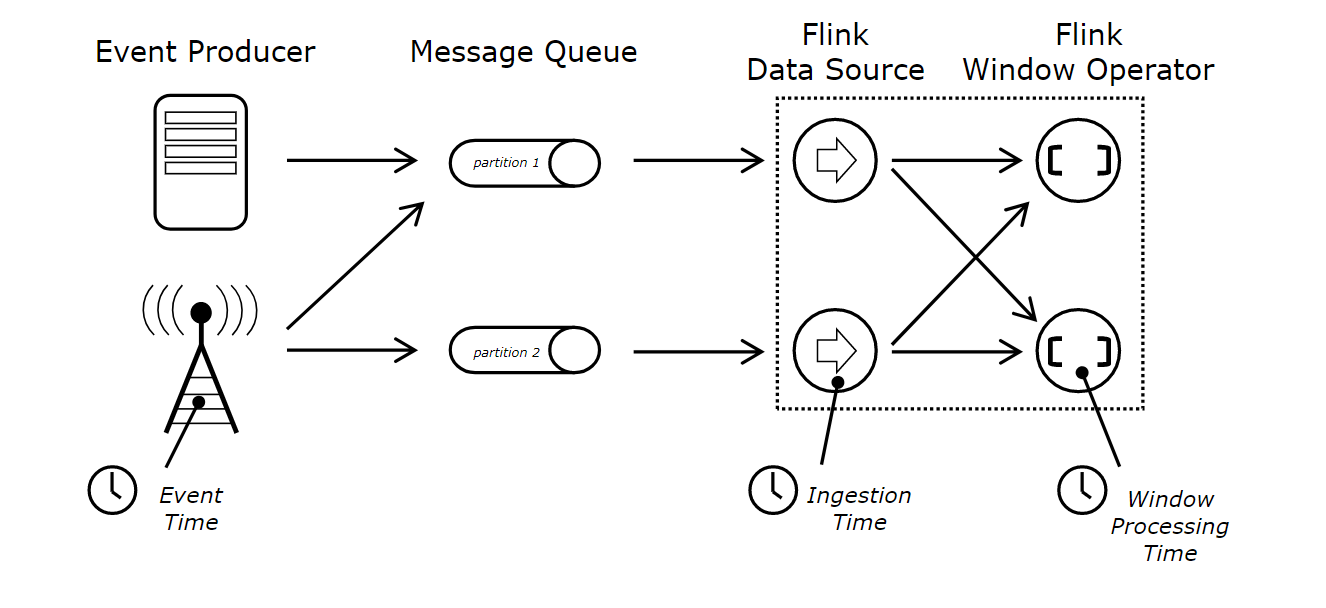 Event Producer
Message Queue
Flink
Data Source
Flink
Window Operator
partition 1
partition 2
Event
Time
Ingestion
Time
Window
Processing
Time